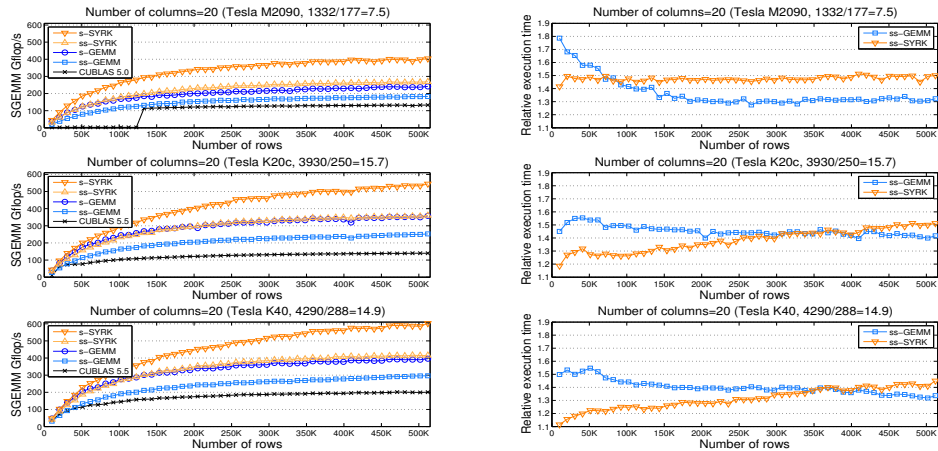 Number of columns=20 (Tesla M2090, 1332/177=7.5)
SGEMM Gflop/s
600
500
400
300
200
100
0
s-SYRK
ss-SYRK
s-GEMM
ss-GEMM
CUBLAS 5.0
0 50K 100K 150K 200K 250K 300K 350K 400K 450K 500K
Number of rows
Number of columns=20 (Tesla M2090, 1332/177=7.5)
Relative execution time
1.9
1.8
1.7
1.6
1.5
1.4
1.3
1.2
1.1
ss-GEMM
ss-SYRK
0 50K 100K 150K 200K 250K 300K 350K 400K 450K 500K
Number of rows
Number of columns=20 (Tesla K20c, 3930/250=15.7)
SGEMM Gflop/s
600
500
400
300
200
100
0
s-SYRK
ss-SYRK
s-GEMM
ss-GEMM
CUBLAS 5.5
0 50K 100K 150K 200K 250K 300K 350K 400K 450K 500K
Number of rows
Number of columns=20 (Tesla K20c, 3930/250=15.7)
Relative execution time
1.9
1.8
1.7
1.6
1.5
1.4
1.3
1.2
1.1
ss-GEMM
ss-SYRK
0 50K 100K 150K 200K 250K 300K 350K 400K 450K 500K
Number of rows
Number of columns=20 (Tesla K40, 4290/288=14.9)
SGEMM Gflop/s
600
500
400
300
200
100
0
s-SYRK
ss-SYRK
s-GEMM
ss-GEMM
CUBLAS 5.5
0 50K 100K 150K 200K 250K 300K 350K 400K 450K 500K
Number of rows
Number of columns=20 (Tesla K40, 4290/288=14.9)
Relative execution time
1.9
1.8
1.7
1.6
1.5
1.4
1.3
1.2
1.1
ss-GEMM
ss-SYRK
0 50K 100K 150K 200K 250K 300K 350K 400K 450K 500K
Number of rows